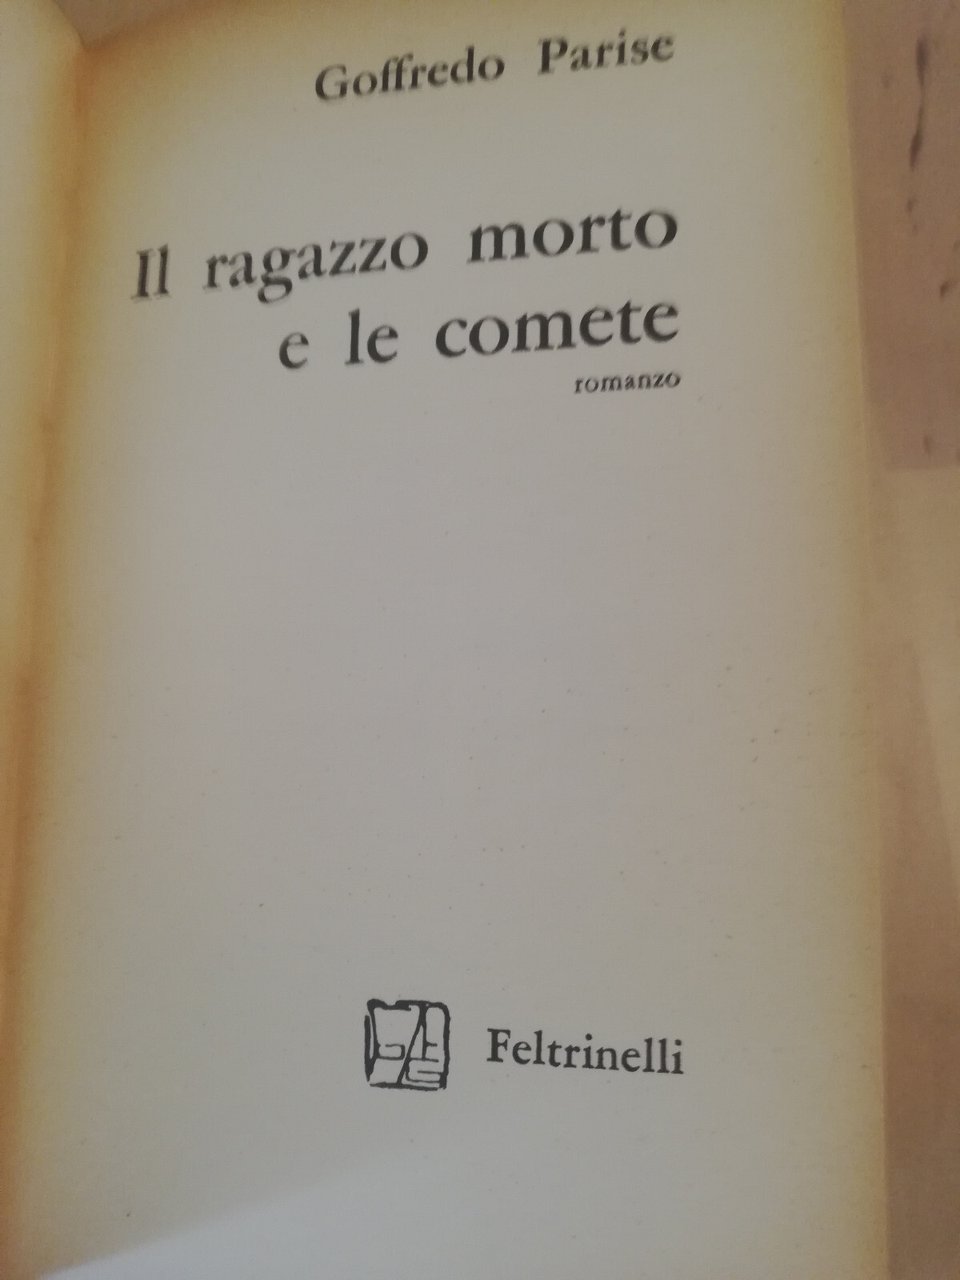 Goffredo Parise
Il ragazzo morto
e le comete
romanzo
Feltrinelli